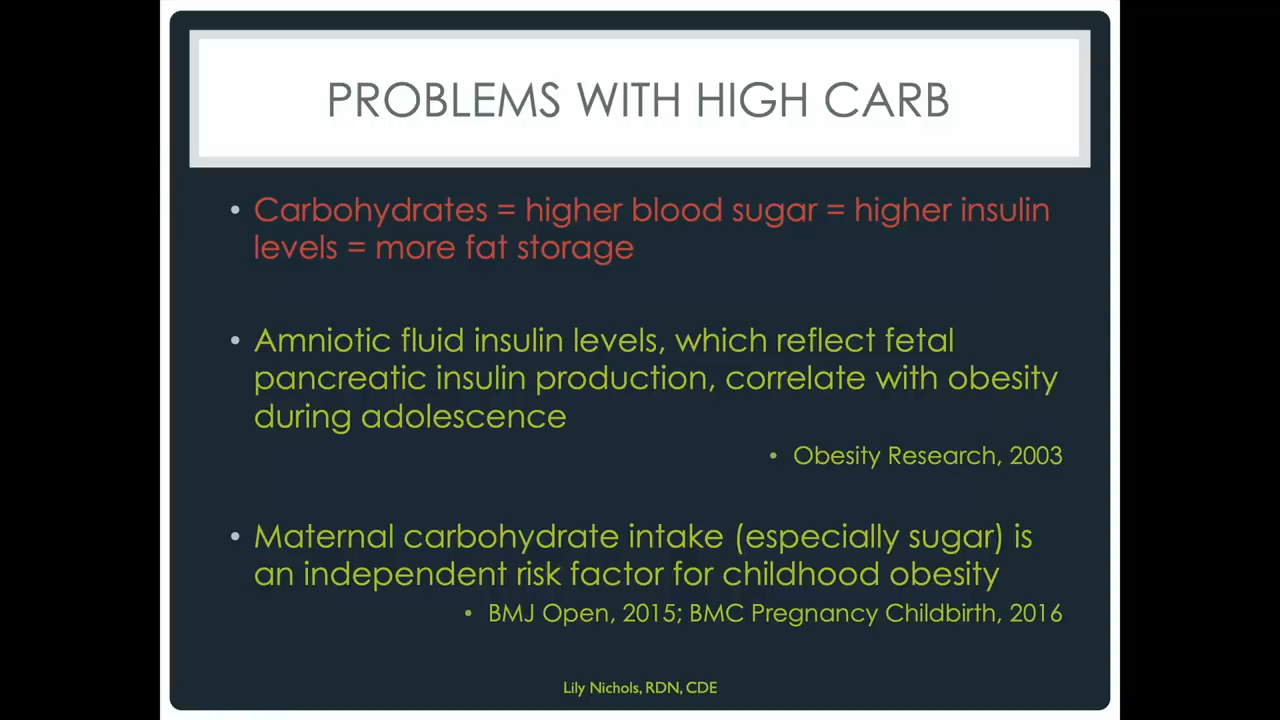 PROBLEMS WITH HIGH CARB
• Carbohydrates = higher blood sugar = higher insulin
levels = more fat storage
• Amniotic fluid insulin levels, which reflect fetal
pancreatic insulin production, correlate with obesity
during adolescence
• Obesity Research, 2003
• Maternal carbohydrate intake (especially sugar) is
an independent risk factor for childhood obesity
• BMJ Open, 2015; BMC Pregnancy Childbirth, 2016
Lily Nichols, RDN, CDE